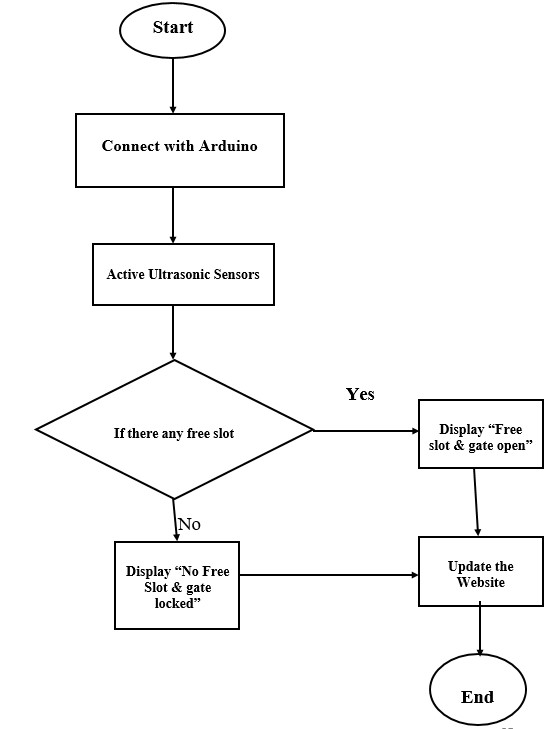 Start
Connect with Arduino
Active Ultrasonic Sensors
If there any free slot
Yes
Display “Free
slot & gate open”
No
Display “No Free
Slot & gate
locked”
Update the
Website
End